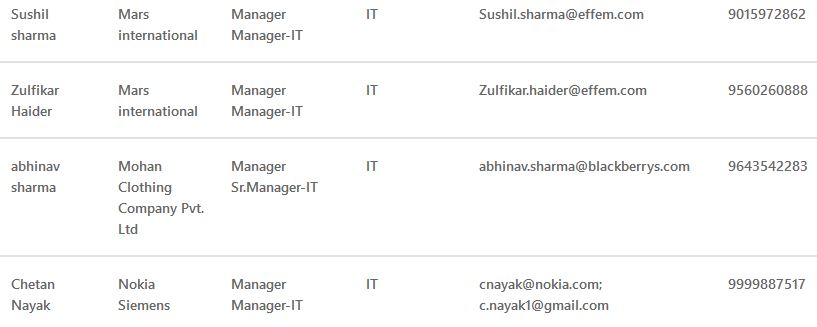 Sushil Mars Manager IT Sushil.sharma@effem.com 9015972862
sharma international Manager-IT
Zulfikar Mars Manager IT Zulfikar.haider@effem.com 9560260888
Haider international Manager-IT
abhinav Mohan Manager IT abhinav.sharma@blackberrys.com 9643542283
sharma Clothing Sr.Manager-IT
Company Pvt.
Ltd
Chetan Nokia Manager IT cnayak@nokia.com; 9999887517
Nayak Siemens Manager-IT c.nayak1@gmail.com